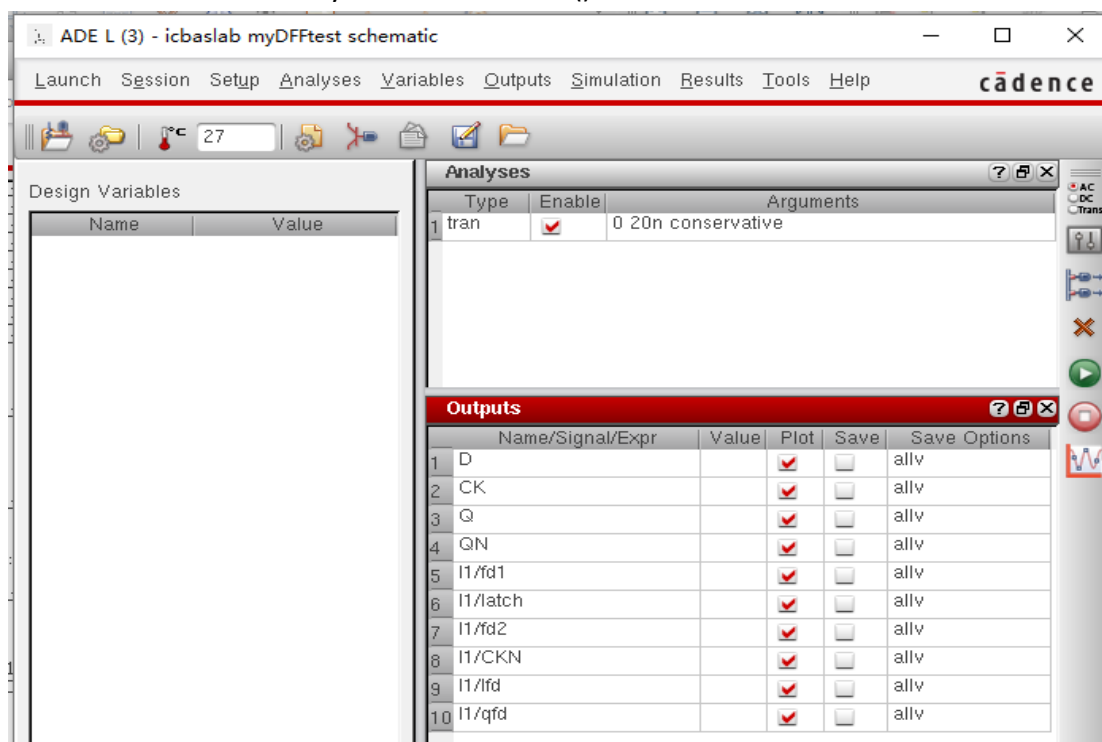 ADE L (3) - icbaslab myDFFtest schematic
Launch Session Setup Analyses Variables Outputs Simulation Results Tools Help cādence
°C 27
Design Variables
Name Value
Analyses
Type Enable Arguments
1 tran 0 20n conservative
AC
DC
Trans
Outputs
Name/Signal/Expr Value Plot Save Save Options
1 D allv
2 CK allv
3 Q allv
4 QN allv
5 I1/fd1 allv
6 I1/latch allv
7 I1/fd2 allv
8 I1/CKN allv
9 I1/lfd allv
10 I1/qfd allv